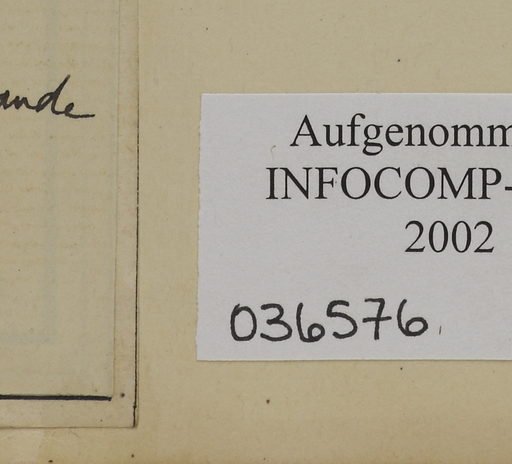 ande
Aufgenomm
INFOCOMP-
2002
036576